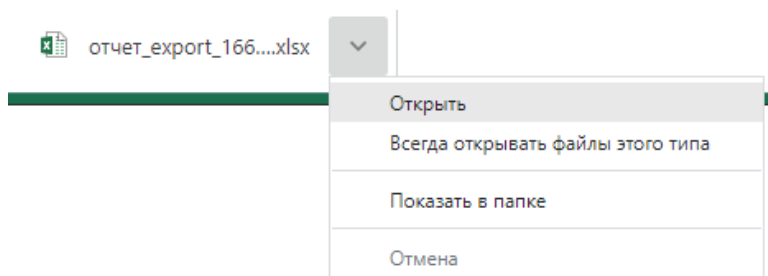 отчет_export_166....xlsx
Открыть
Всегда открывать файлы этого типа
Показать в папке
Отмена